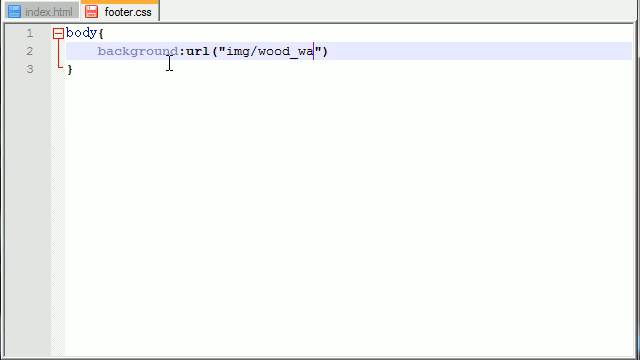 index.html footer.css
1 body{
2 background:url("img/wood_wa")
3 }